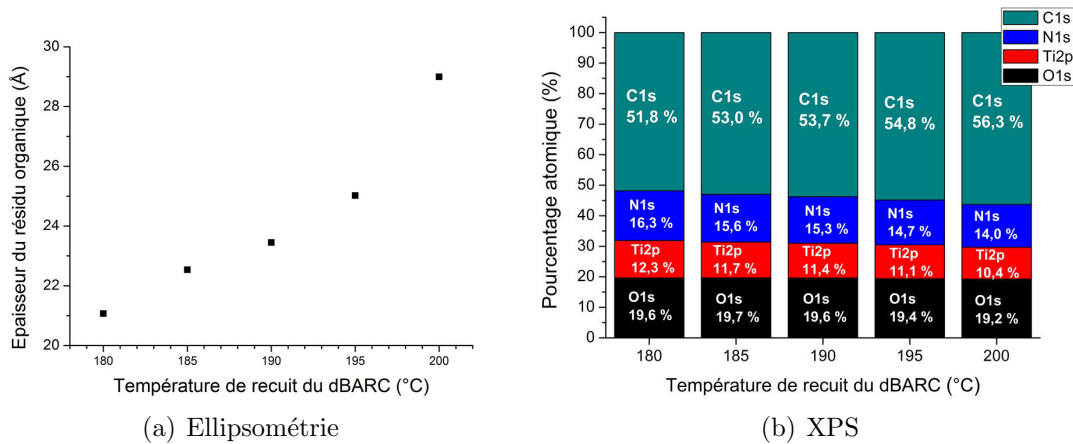 Epaisseur du résidu organique (Å)
30
28
26
24
22
20
180
185
190
195
200
Température de recuit du dBARC (°C)
(a) Ellipsométrie
C1s
N1s
Ti2p
O1s
Pourcentage atomique (%)
100
90
80
70
60
50
40
30
20
10
0
C1s
51,8 %
N1s
16,3 %
Ti2p
12,3 %
O1s
19,6 %
C1s
53,0 %
N1s
15,6 %
Ti2p
11,7 %
O1s
19,7 %
C1s
53,7 %
N1s
15,3 %
Ti2p
11,4 %
O1s
19,6 %
C1s
54,8 %
N1s
14,7 %
Ti2p
11,1 %
O1s
19,4 %
C1s
56,3 %
N1s
14,0 %
Ti2p
10,4 %
O1s
19,2 %
180
185
190
195
200
Température de recuit du dBARC (°C)
(b) XPS